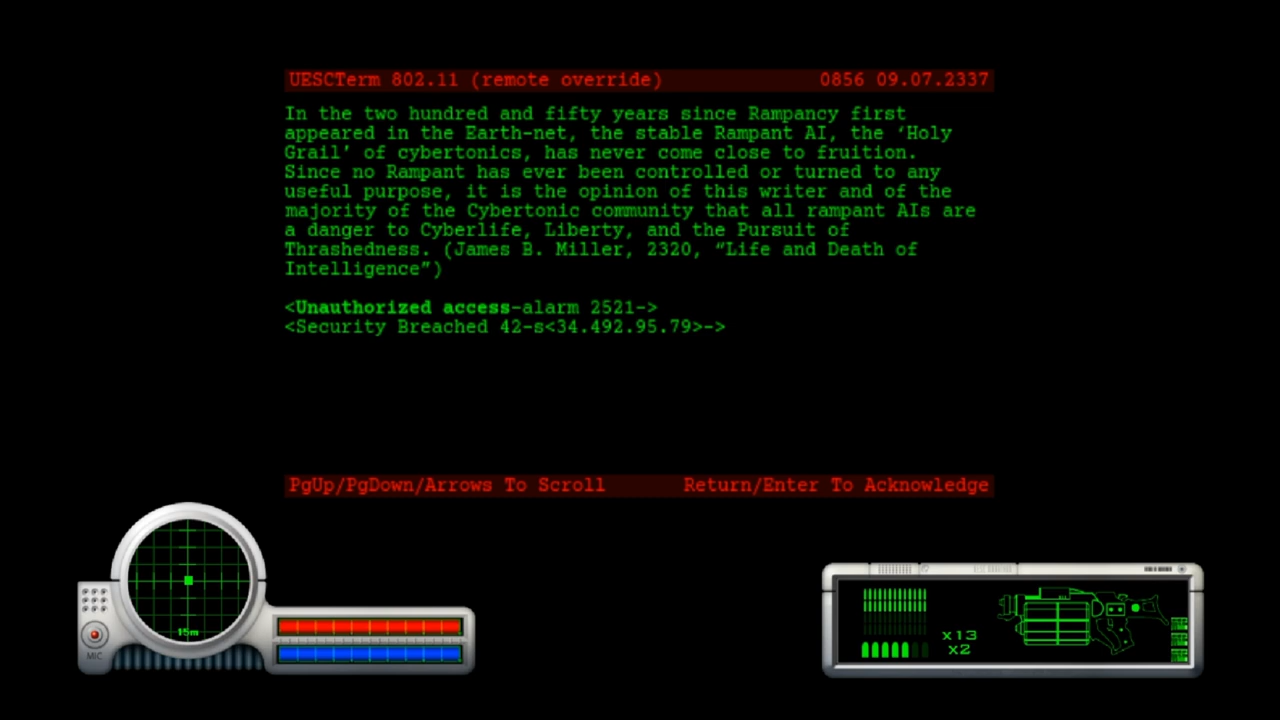 UESCTerm 802.11 (remote override) 0856 09.07.2337
In the two hundred and fifty years since Rampancy first
appeared in the Earth-net, the stable Rampant AI, the ‘Holy
Grail’ of cybertonics, has never come close to fruition.
Since no Rampant has ever been controlled or turned to any
useful purpose, it is the opinion of this writer and of the
majority of the Cybertonic community that all rampant AIs are
a danger to Cyberlife, Liberty, and the Pursuit of
Thrashedness. (James B. Miller, 2320, “Life and Death of
Intelligence”)
<Unauthorized access-alarm 2521->
<Security Breached 42-s<34.492.95.79>->
PgUp/PgDown/Arrows To Scroll Return/Enter To Acknowledge
15m
MIC
x13
x2